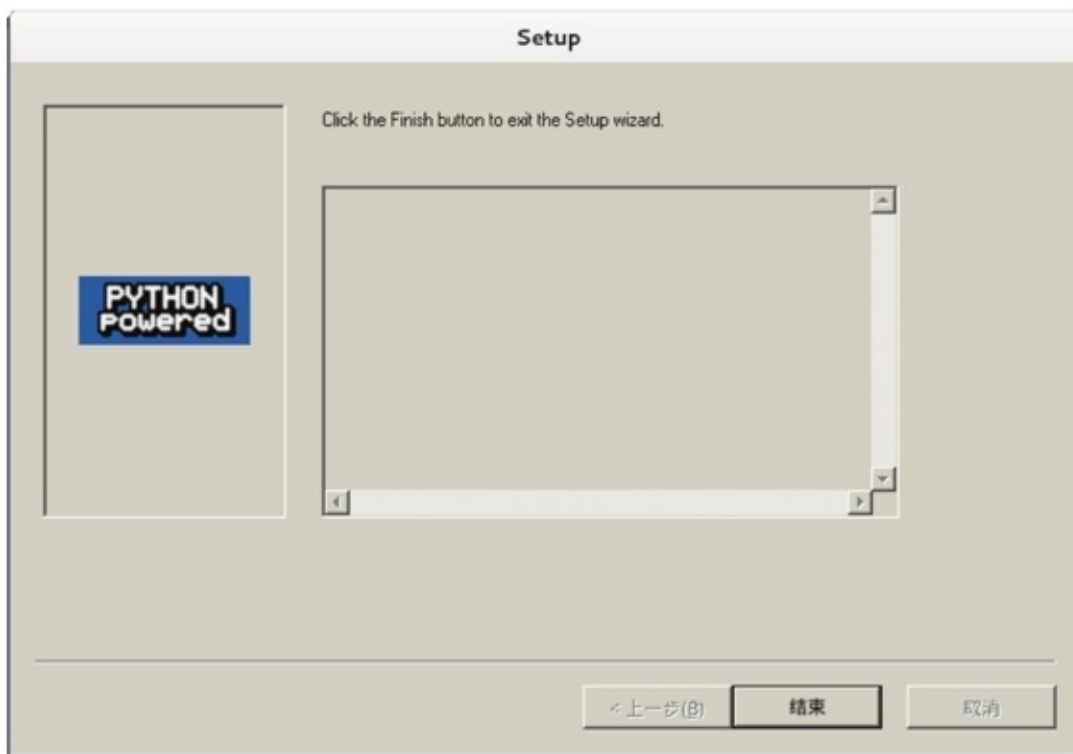 Setup
Click the Finish button to exit the Setup wizard.
PYTHON
powered
<上一步(B)
结束
取消